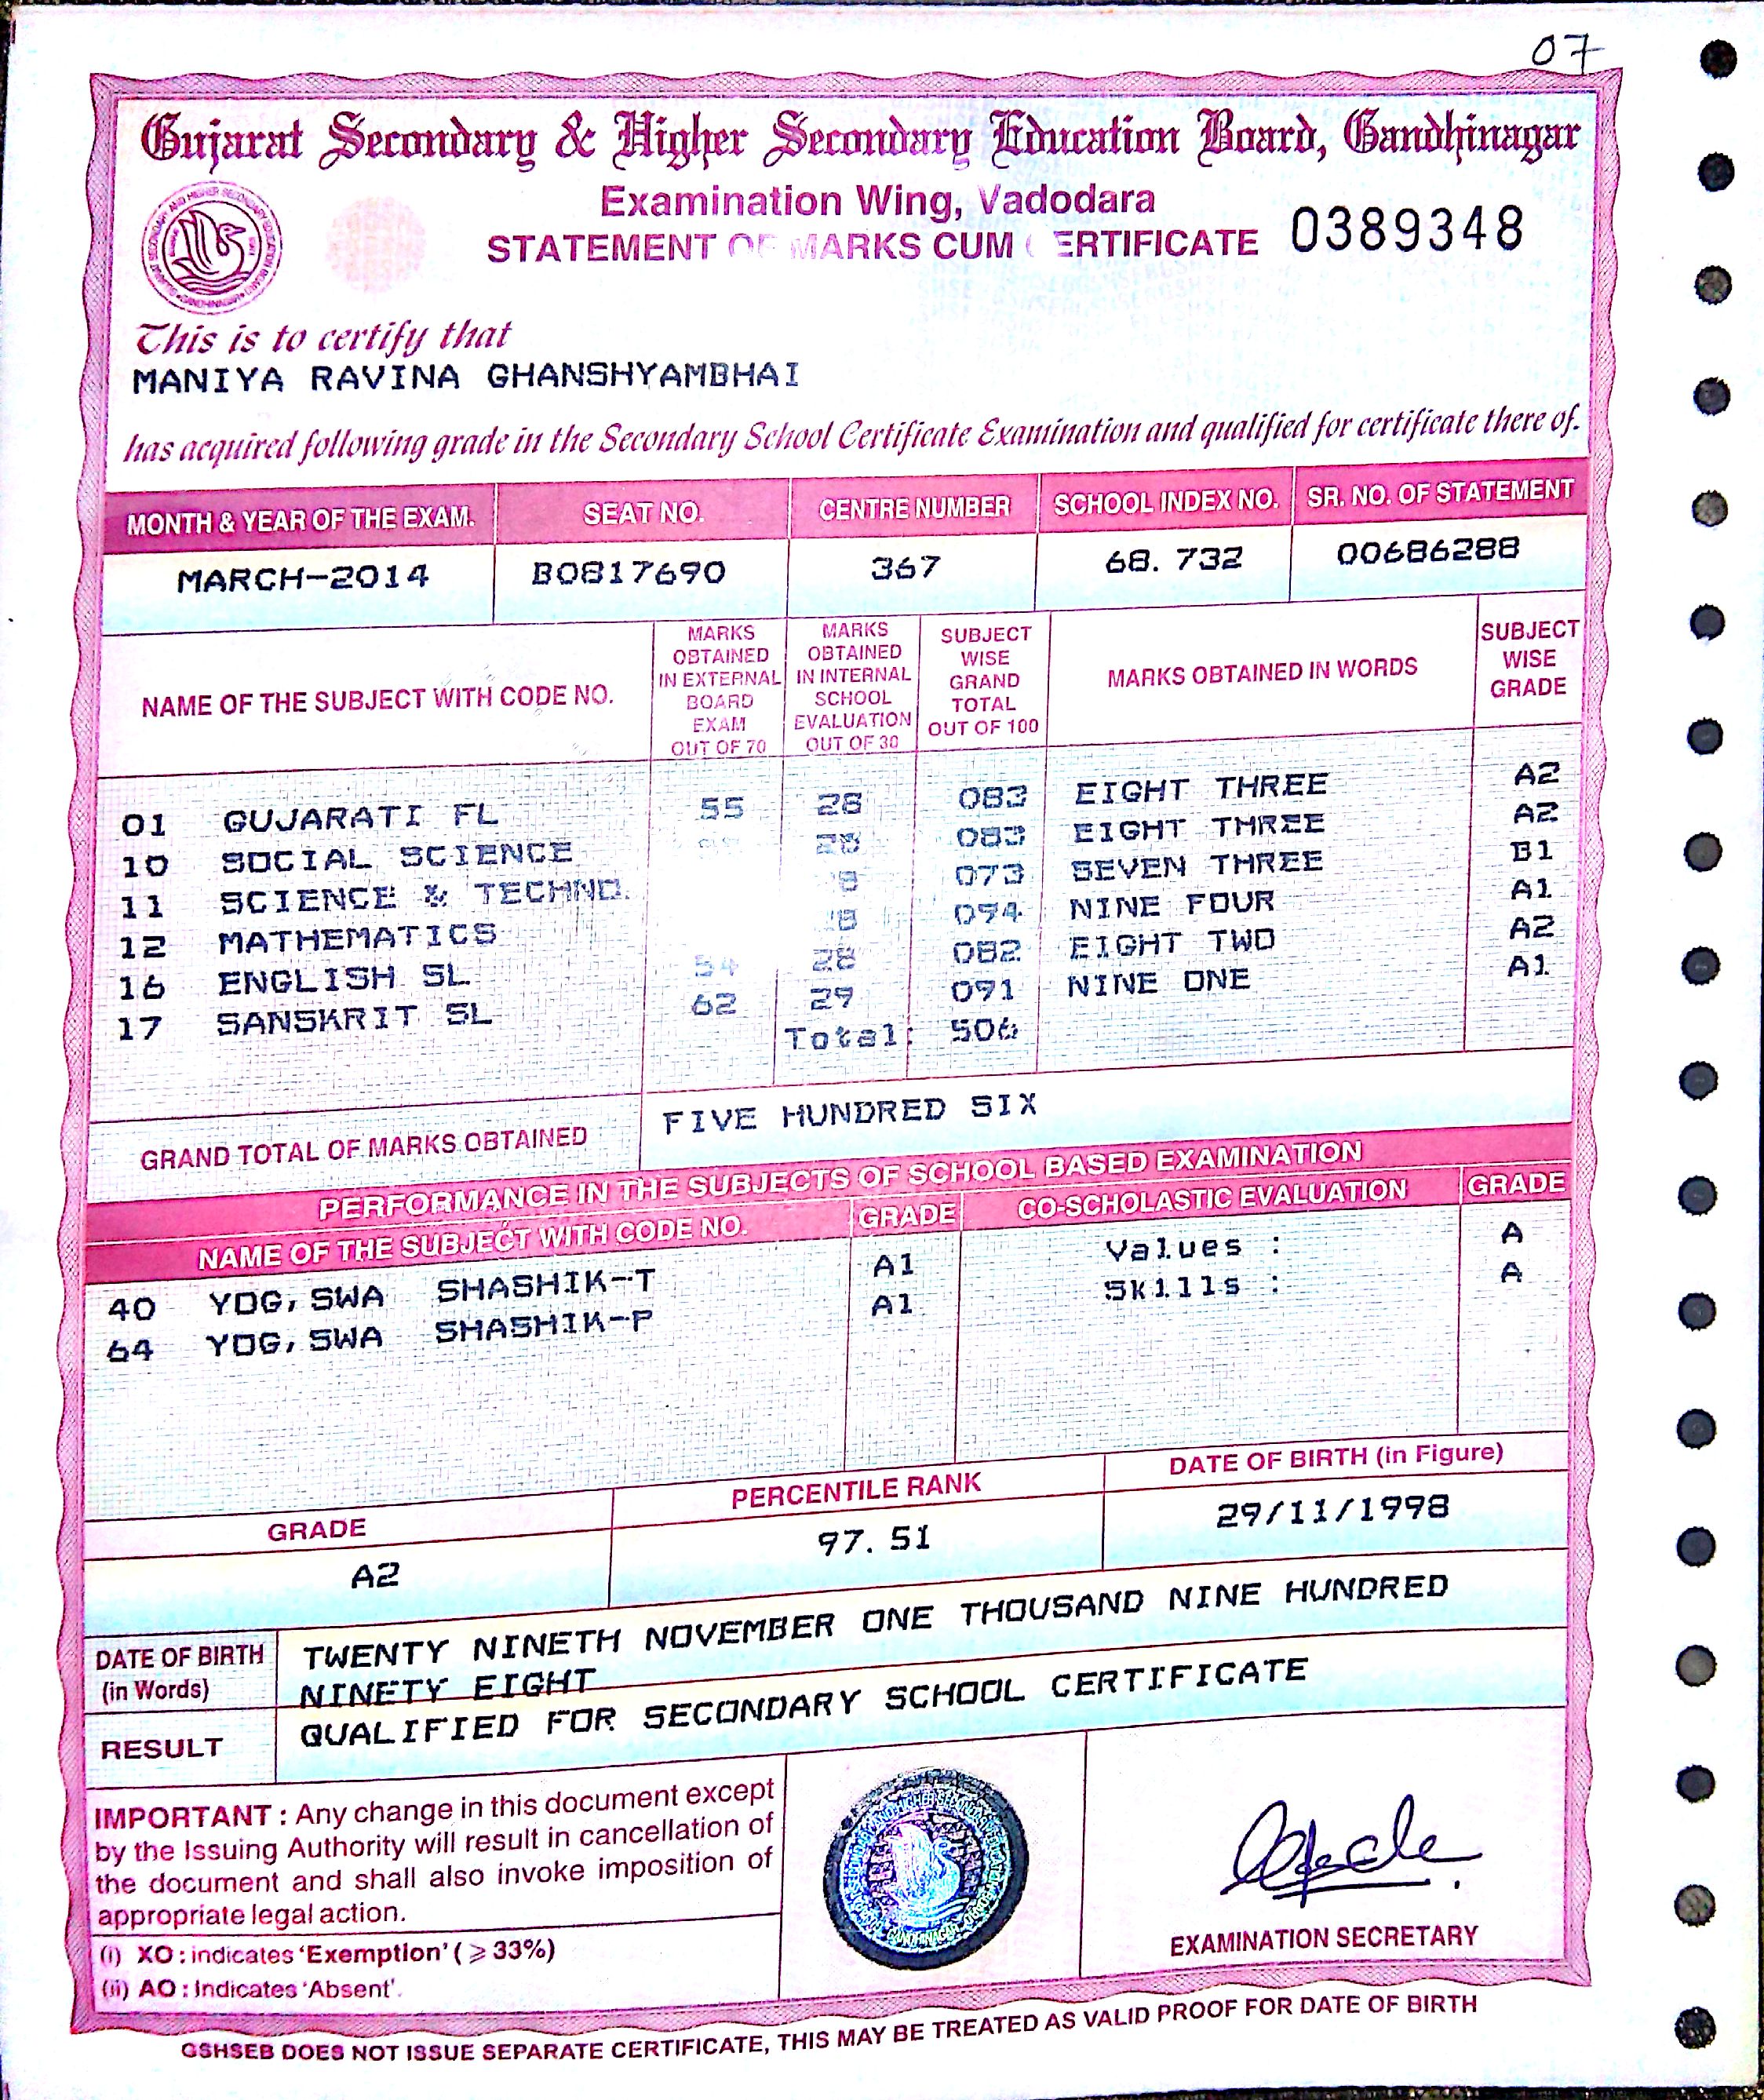 07
Gujarat Secondary & Higher Secondary Education Board, Gandhinagar
Examination Wing, Vadodara
STATEMENT OF MARKS CUM ERTIFICATE 0389348
This is to certify that
MANIYA RAVINA GHANSHYAMBHAI
has acquired following grade in the Secondary School Certificate Examination and qualified for certificate there of.
MONTH & YEAR OF THE EXAM. SEAT NO. CENTRE NUMBER SCHOOL INDEX NO. SR. NO. OF STATEMENT
MARCH-2014 B0817690 367 68. 732 00686288
NAME OF THE SUBJECT WITH CODE NO. MARKS OBTAINED IN EXTERNAL BOARD EXAM OUT OF 70 MARKS OBTAINED IN INTERNAL SCHOOL EVALUATION OUT OF 30 SUBJECT WISE GRAND TOTAL OUT OF 100 MARKS OBTAINED IN WORDS SUBJECT WISE GRADE
01 GUJARATI FL 55 28 083 EIGHT THREE A2
10 SOCIAL SCIENCE 28 083 EIGHT THREE A2
11 SCIENCE & TECHNO. 073 SEVEN THREE B1
12 MATHEMATICS 094 NINE FOUR A1
16 ENGLISH SL 54 28 082 EIGHT TWO A2
17 SANSKRIT SL 62 29 091 NINE ONE A1
Total: 506
GRAND TOTAL OF MARKS OBTAINED FIVE HUNDRED SIX
PERFORMANCE IN THE SUBJECTS OF SCHOOL BASED EXAMINATION
NAME OF THE SUBJECT WITH CODE NO. GRADE CO-SCHOLASTIC EVALUATION GRADE
40 YOG, SWA SHASHIK-T A1 Values : A
64 YOG, SWA SHASHIK-P A1 Skills : A
GRADE PERCENTILE RANK DATE OF BIRTH (in Figure)
A2 97. 51 29/11/1998
DATE OF BIRTH (in Words) TWENTY NINETH NOVEMBER ONE THOUSAND NINE HUNDRED
NINETY EIGHT
RESULT QUALIFIED FOR SECONDARY SCHOOL CERTIFICATE
IMPORTANT : Any change in this document except
by the Issuing Authority will result in cancellation of
the document and shall also invoke imposition of
appropriate legal action.
(i) XO : indicates 'Exemption' ( ⩾ 33%)
(ii) AO : Indicates 'Absent'.
EXAMINATION SECRETARY
GSHSEB DOES NOT ISSUE SEPARATE CERTIFICATE, THIS MAY BE TREATED AS VALID PROOF FOR DATE OF BIRTH